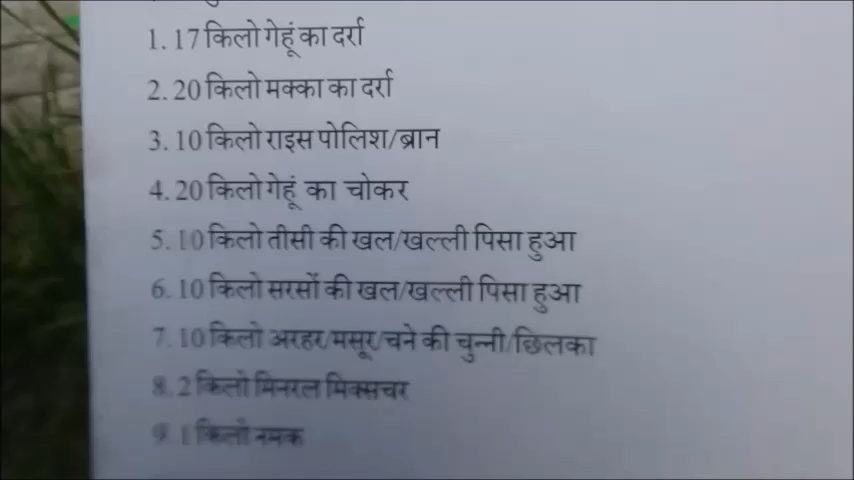 1. 17 किलो गेहूं का दर्रा
2. 20 किलो मक्का का दर्रा
3. 10 किलो राइस पोलिश/ब्रान
4. 20 किलो गेहूं का चोकर
5. 10 किलो तीसी की खल/खल्ली पिसा हुआ
6. 10 किलो सरसों की खल/खल्ली पिसा हुआ
7. 10 किलो अरहर/मसूर/चने की चुन्नी/छिलका
8. 2 किलो मिनरल मिक्सचर
9. 1 किलो नमक